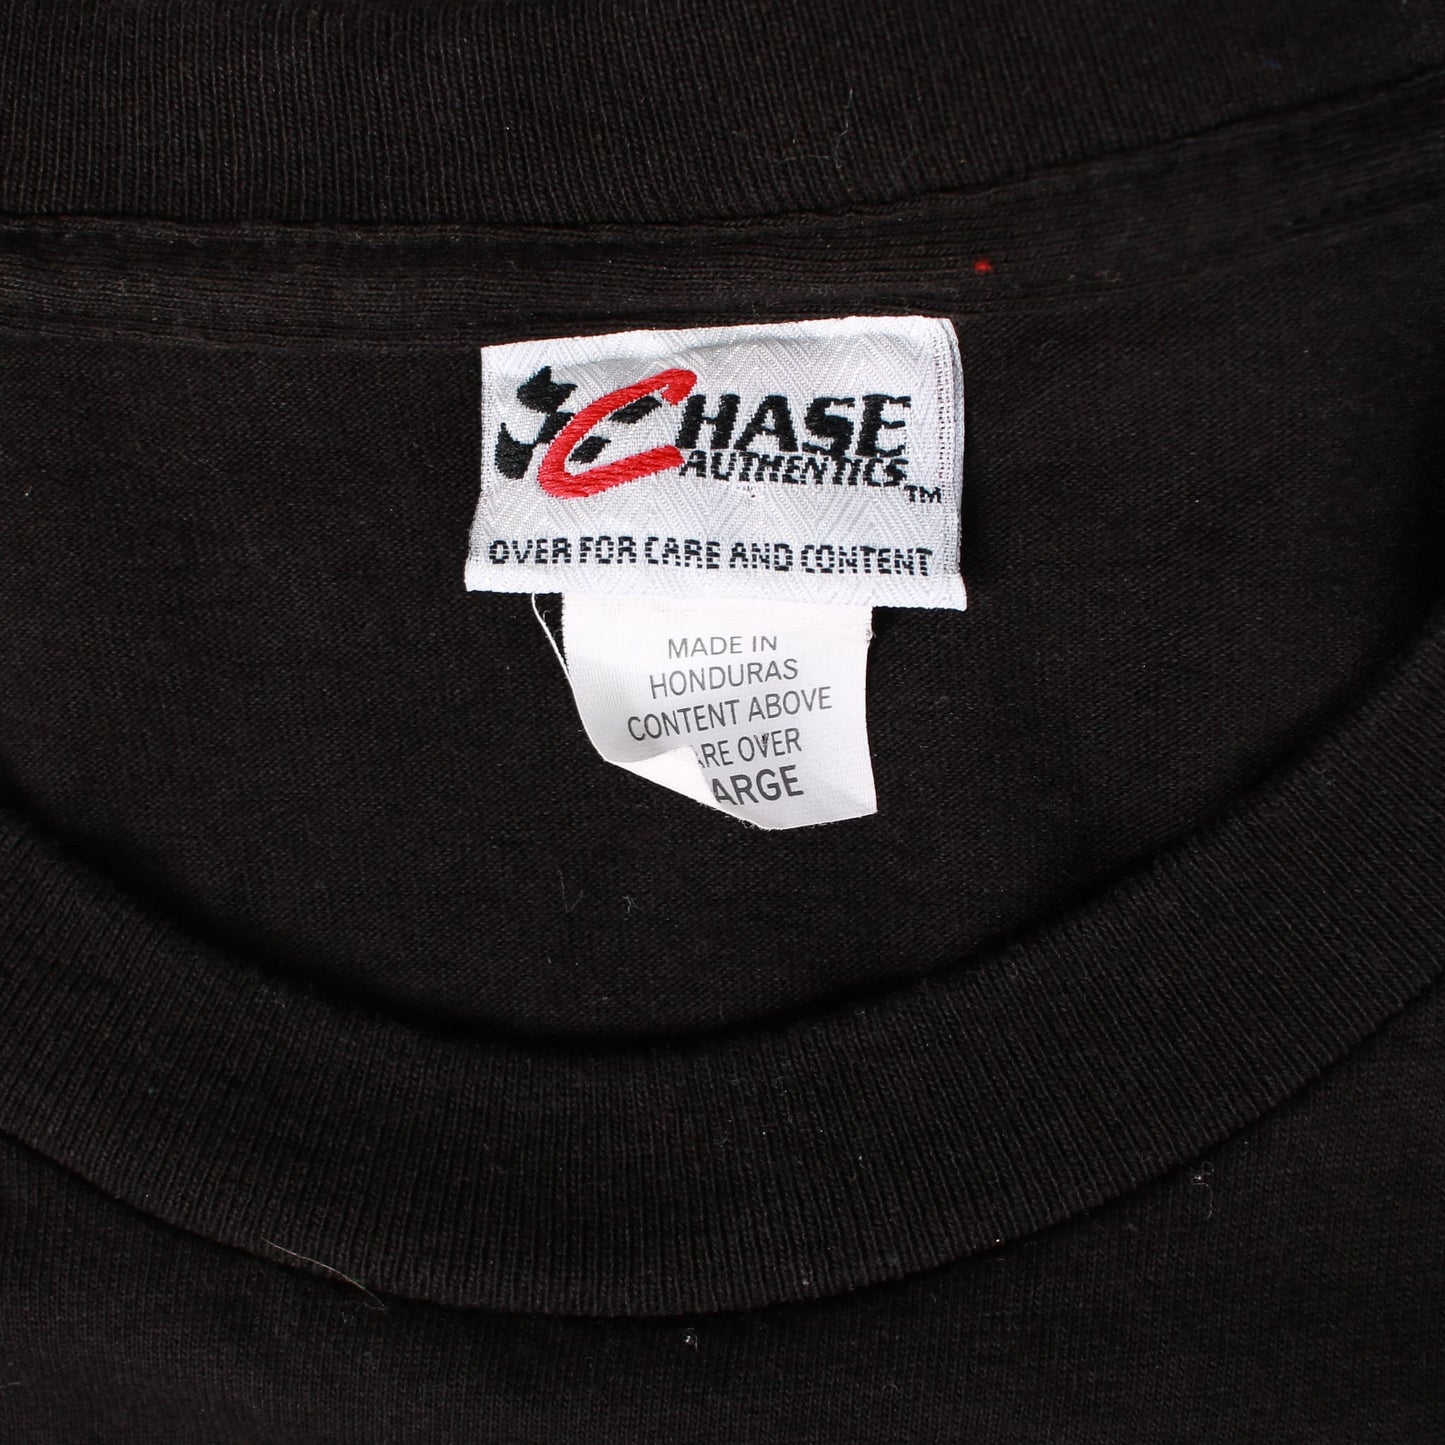 CHASE
AUTHENTICS TM
OVER FOR CARE AND CONTENT
MADE IN
HONDURAS
CONTENT ABOVE
ARE OVER
ARGE